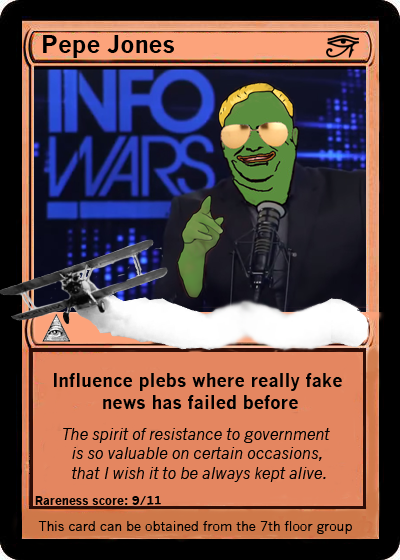 Pepe Jones
INFO
WARS
Influence plebs where really fake
news has failed before
The spirit of resistance to government
is so valuable on certain occasions,
that I wish it to be always kept alive.
Rareness score: 9/11
This card can be obtained from the 7th floor group